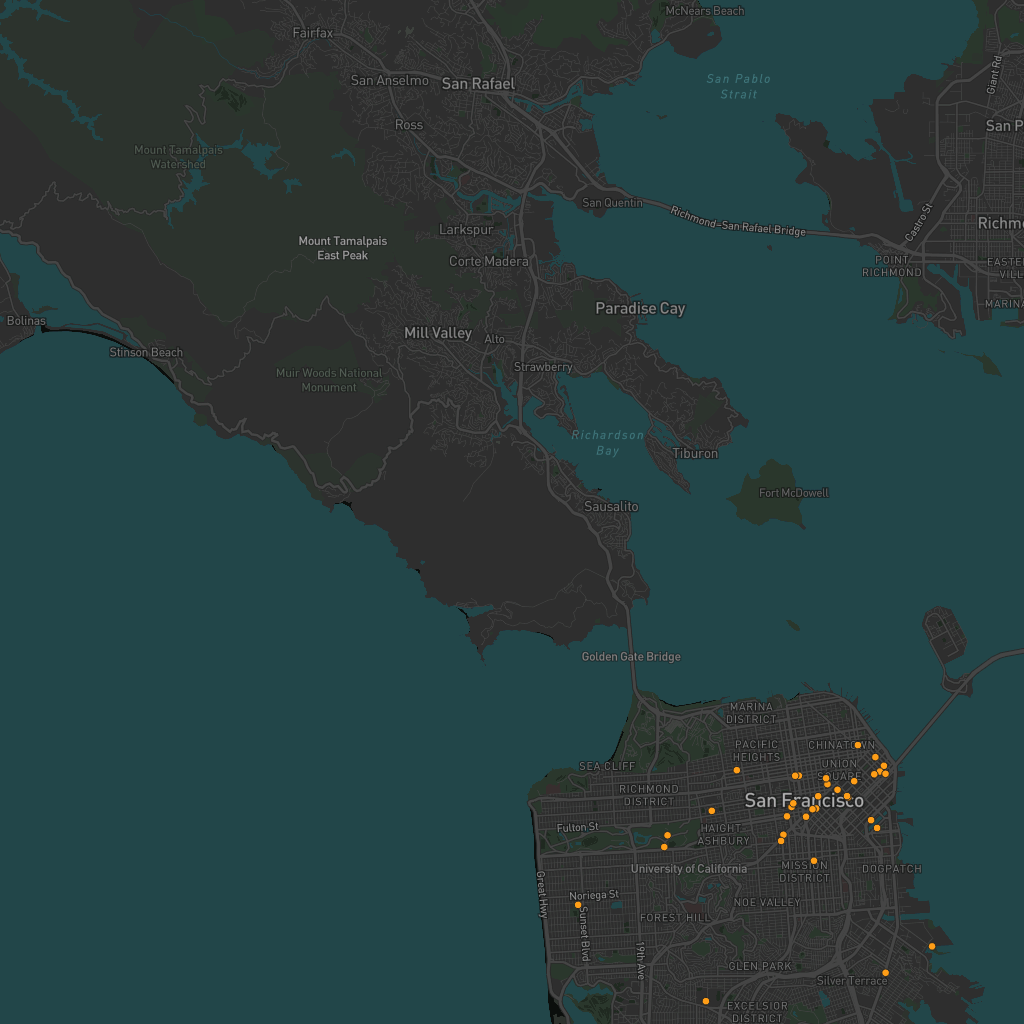 McNears Beach
Fairfax
San Anselmo
San Rafael
San Pablo
Strait
Giant Rd
San P
Ross
Mount Tamalpais
Watershed
San Quentin
Richmond-San Rafael Bridge
Castro St
Richmo
Larkspur
Mount Tamalpais
East Peak
Corte Madera
POINT
RICHMOND
EASTE
VILL
MARINA
Paradise Cay
Bolinas
Mill Valley
Alto
Stinson Beach
Strawberry
Muir Woods National
Monument
Richardson
Bay
Tiburon
Fort McDowell
Sausalito
Golden Gate Bridge
MARINA
DISTRICT
PACIFIC
HEIGHTS
CHINATOWN
SEA CLIFF
UNION
SQUARE
RICHMOND
DISTRICT
San Francisco
Fulton St
HAIGHT-
ASHBURY
University of California
MISSION
DISTRICT
DOGPATCH
Great Hwy
Noriega St
Sunset Blvd
NOE VALLEY
FOREST HILL
19th Ave
GLEN PARK
Silver Terrace
EXCELSIOR
DISTRICT